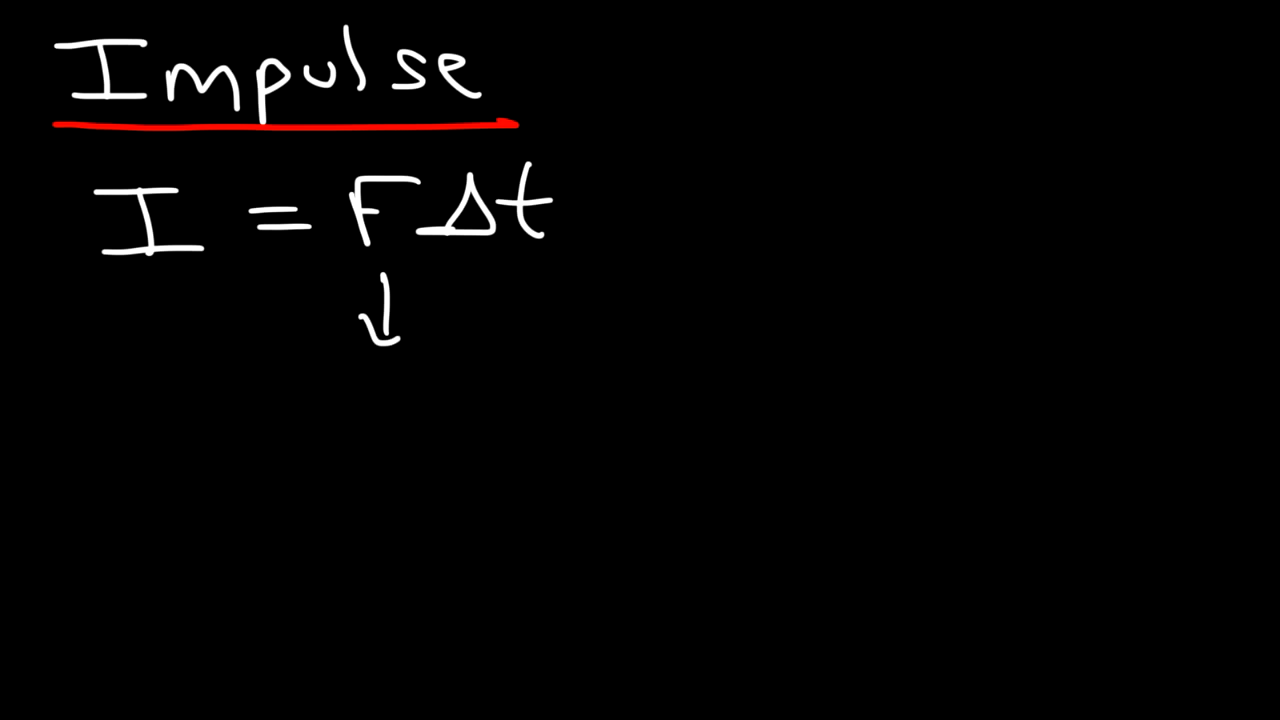 Impulse
I = FΔt
↓